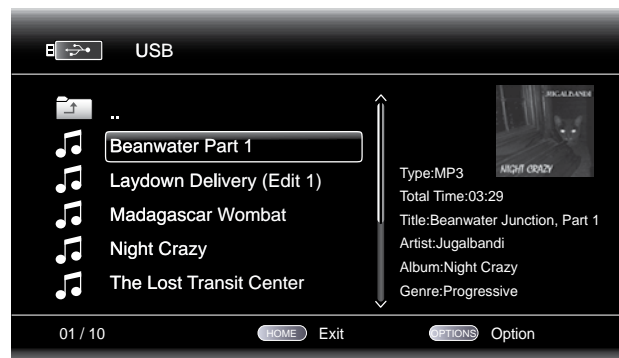 USB
..
Beanwater Part 1
Laydown Delivery (Edit 1)
Madagascar Wombat
Night Crazy
The Lost Transit Center
JUGALBANDI
NIGHT CRAZY
Type:MP3
Total Time:03:29
Title:Beanwater Junction, Part 1
Artist:Jugalbandi
Album:Night Crazy
Genre:Progressive
01 / 10
HOME Exit
OPTIONS Option